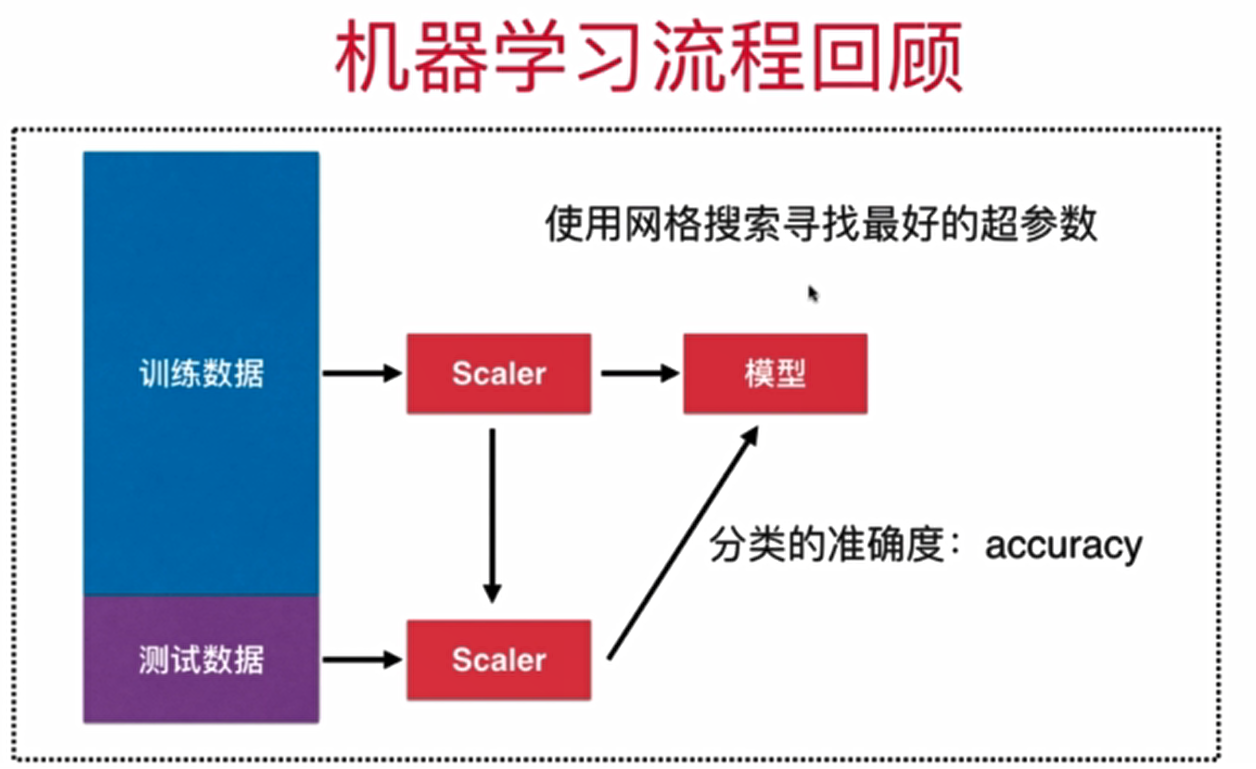 机器学习流程回顾
使用网格搜索寻找最好的超参数
训练数据
Scaler
模型
分类的准确度：accuracy
测试数据
Scaler